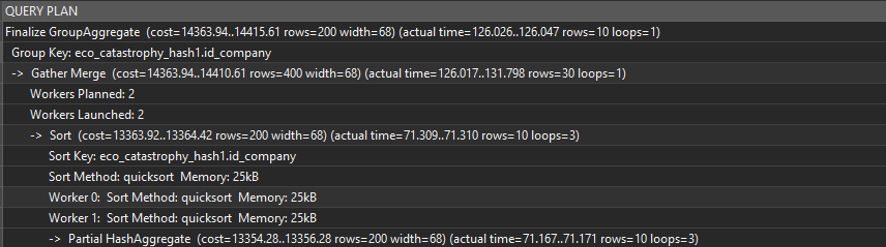 QUERY PLAN
Finalize GroupAggregate (cost=14363.94..14415.61 rows=200 width=68) (actual time=126.026..126.047 rows=10 loops=1)
Group Key: eco_catastrophy_hash1.id_company
-> Gather Merge (cost=14363.94..14410.61 rows=400 width=68) (actual time=126.017..131.798 rows=30 loops=1)
Workers Planned: 2
Workers Launched: 2
-> Sort (cost=13363.92..13364.42 rows=200 width=68) (actual time=71.309..71.310 rows=10 loops=3)
Sort Key: eco_catastrophy_hash1.id_company
Sort Method: quicksort Memory: 25kB
Worker 0: Sort Method: quicksort Memory: 25kB
Worker 1: Sort Method: quicksort Memory: 25kB
-> Partial HashAggregate (cost=13354.28..13356.28 rows=200 width=68) (actual time=71.167..71.171 rows=10 loops=3)